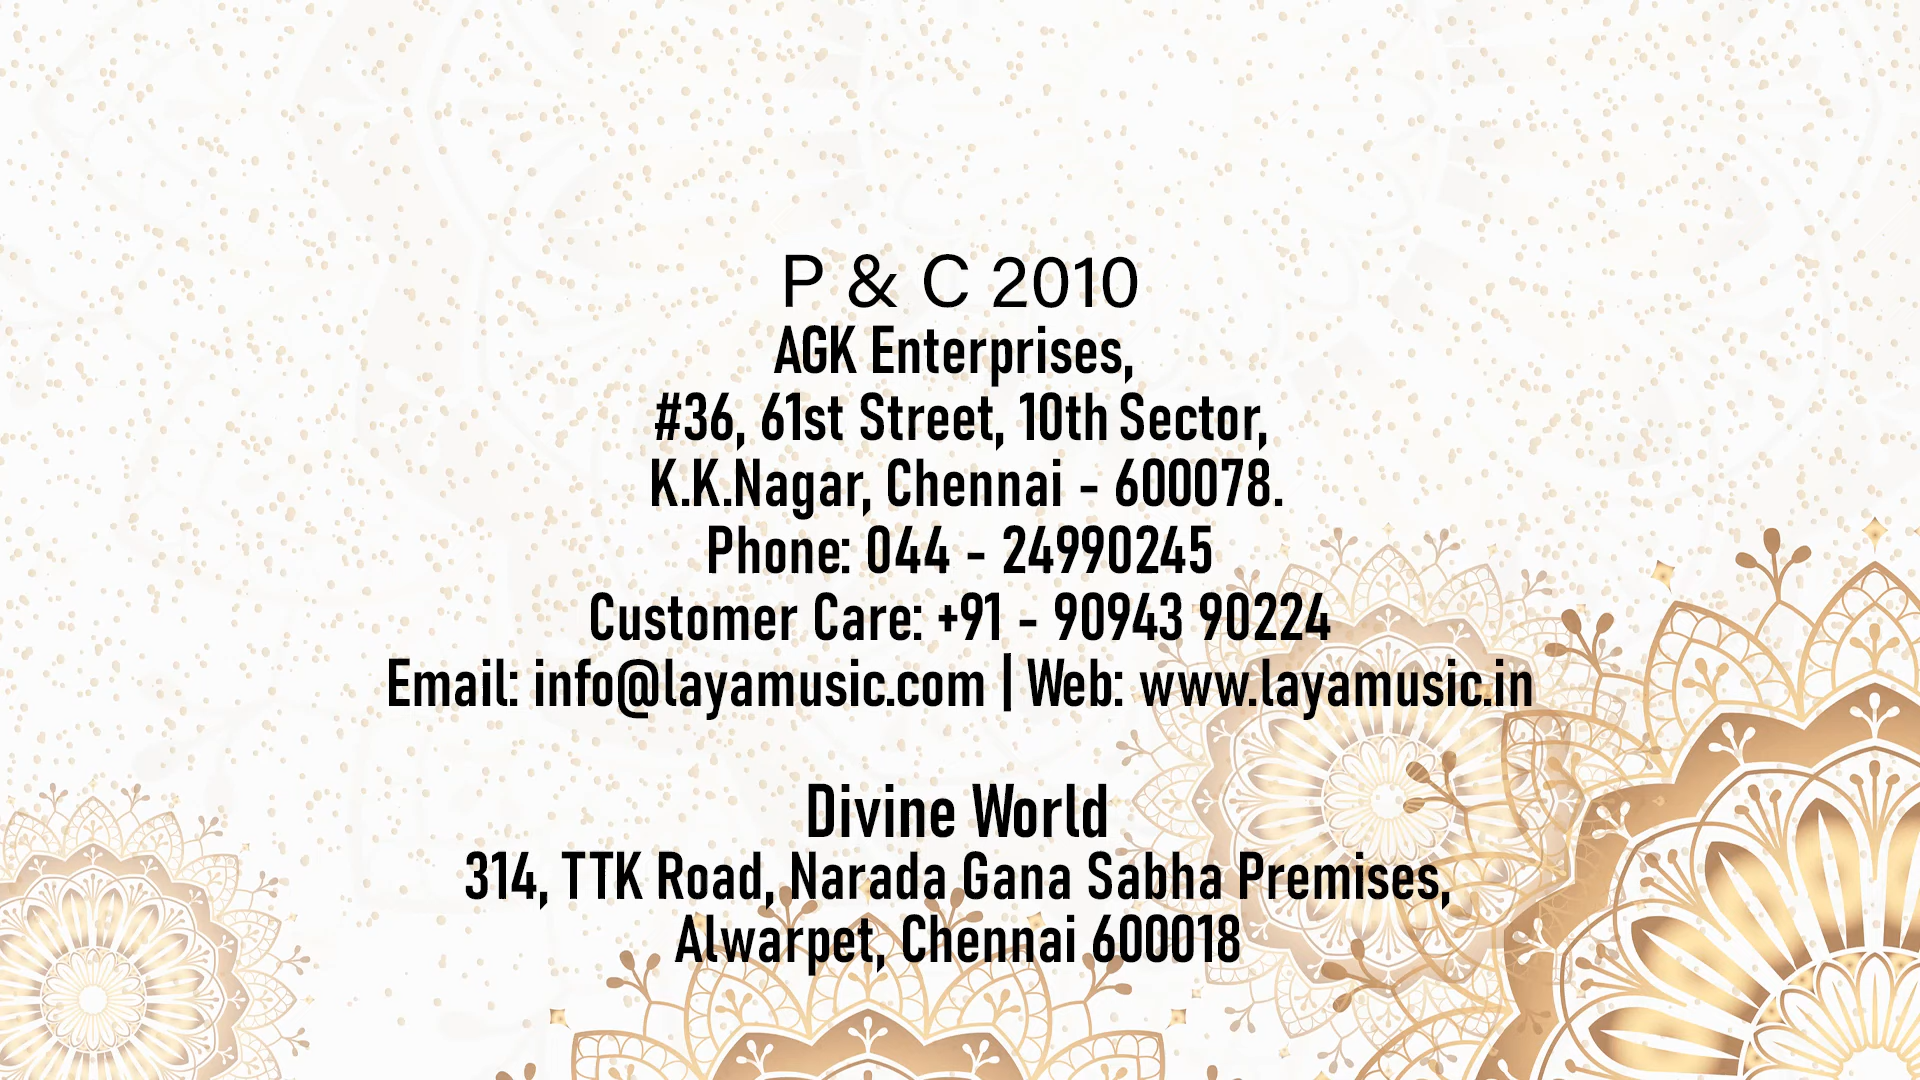 P & C 2010
AGK Enterprises,
#36, 61st Street, 10th Sector,
K.K.Nagar, Chennai - 600078.
Phone: 044 - 24990245
Customer Care: +91 - 90943 90224
Email: info@layamusic.com | Web: www.layamusic.in
Divine World
314, TTK Road, Narada Gana Sabha Premises,
Alwarpet, Chennai 600018